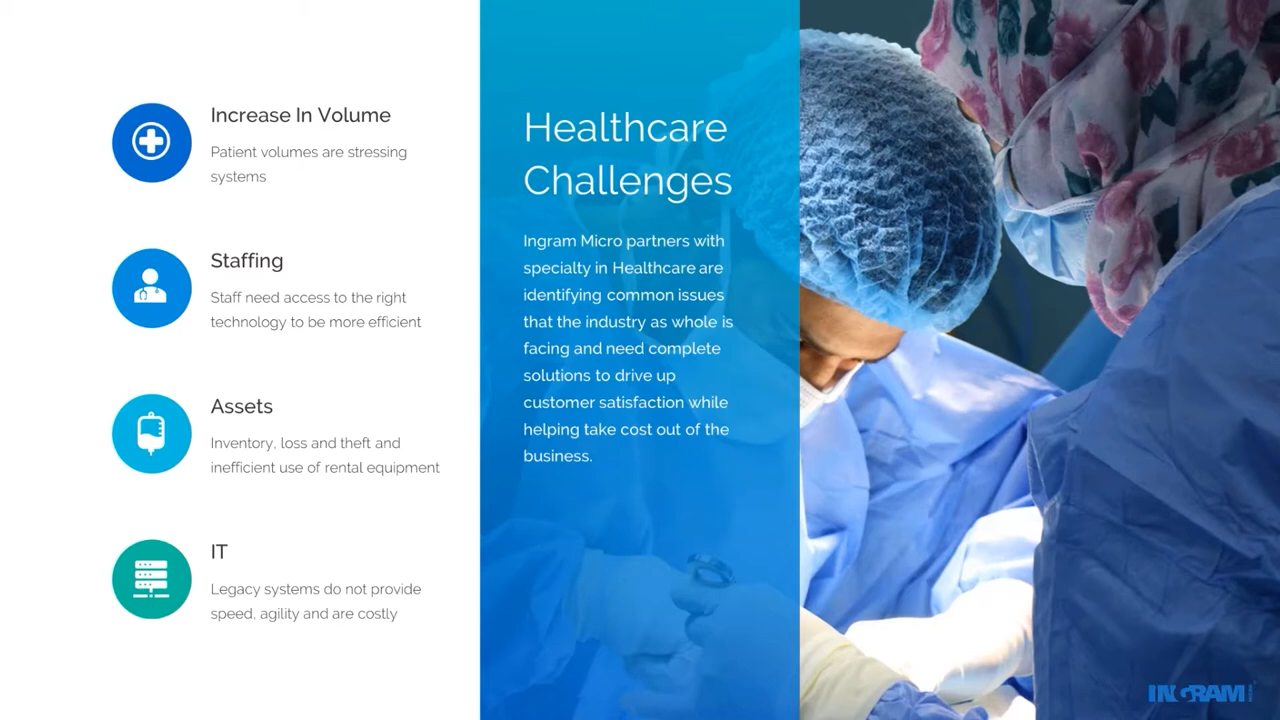 Increase In Volume
Patient volumes are stressing
systems
Staffing
Staff need access to the right
technology to be more efficient
Assets
Inventory, loss and theft and
inefficient use of rental equipment
IT
Legacy systems do not provide
speed, agility and are costly
Healthcare
Challenges
Ingram Micro partners with
specialty in Healthcare are
identifying common issues
that the industry as whole is
facing and need complete
solutions to drive up
customer satisfaction while
helping take cost out of the
business.
INGRAM